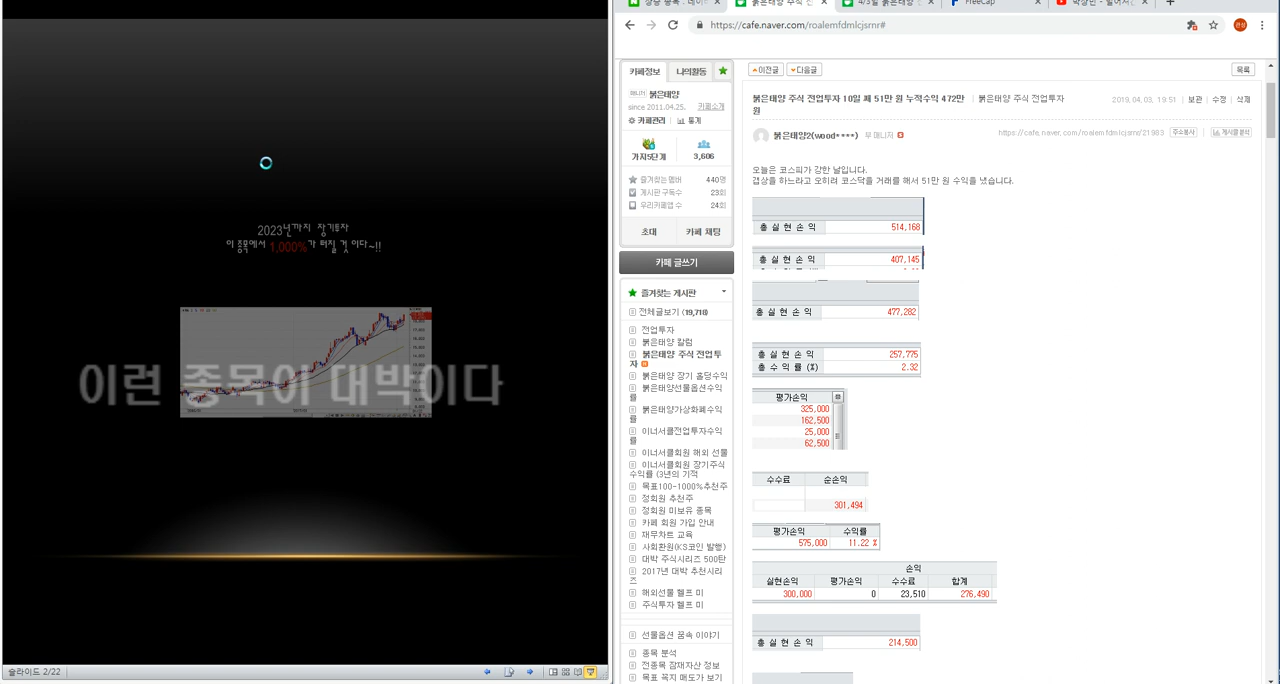 2023년까지 장기투자
이 종목에서 1,000%가 터질 것 이다~!!
이런 종목이 대박이다
슬라이드 2/22
https://cafe.naver.com/roalemfdmlcjsrnr#
카페정보 나의활동
매니저 붉은태양
since 2011.04.25. 카페소개
카페관리 통계
가지5단계 3,606
즐겨찾는 멤버 440명
게시판 구독수 23회
우리카페앱 수 24회
초대 카페 채팅
카페 글쓰기
즐겨찾는 게시판
전체글보기 (19,710)
전업투자
붉은태양 칼럼
붉은태양 주식 전업투
자
붉은태양 장기 홀딩수익
붉은태양선물옵션수익
률
붉은태양가상화폐수익
률
이너서클전업투자수익
률
이너서클회원 해외 선물
이너서클회원 장기주식
수익률 (3년의 기적
목표100-1000%추천주
정회원 추천주
정회원 미보유 종목
카페 회원 가입 안내
재무차트 교육
사회환원(KS코인 발행)
대박 주식시리즈 500탄
2017년 대박 추천시리
즈
해외선물 헬프 미
주식투자 헬프 미
선물옵션 꿈속 이야기
종목 분석
전종목 잠재자산 정보
목표 꼭지 매도가 보기
이전글 다음글 목록
붉은태양 주식 전업투자 10일 째 51만 원 누적수익 472만 붉은태양 주식 전업투자 2019.04.03. 19:51 보관 수정 삭제
원
붉은태양2(wood****) 부매니저 https://cafe.naver.com/roalemfdmlcjsrnr/21983 주소복사 게시글 분석
오늘은 코스피가 강한 날입니다.
갭상을 하느라고 오히려 코스닥을 거래를 해서 51만 원 수익을 냈습니다.
총 실 현 손 익 514,168
총 실 현 손 익 407,145
총 실 현 손 익 477,282
총 실 현 손 익 257,775
총 수 익 률 (%) 2.32
평가손익
325,000
162,500
25,000
62,500
수수료 순손익
301,494
평가손익 수익률
575,000 11.22 %
손익
실현손익 평가손익 수수료 합계
300,000 0 23,510 276,490
총 실 현 손 익 214,500